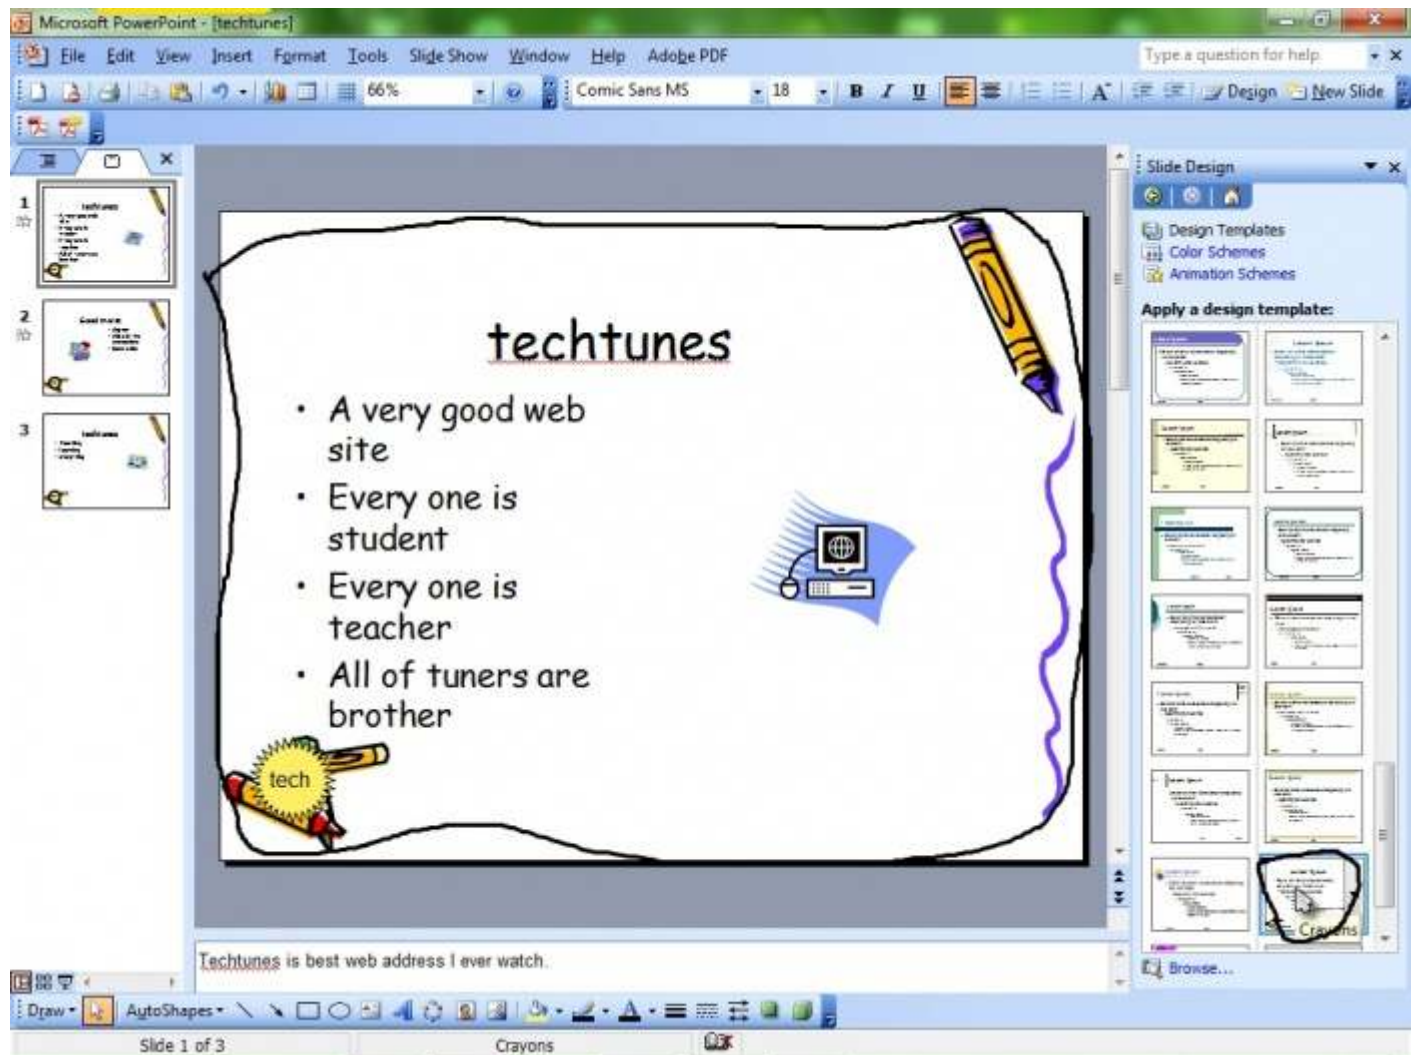 Microsoft PowerPoint - [techtunes]
File Edit View Insert Format Tools Slide Show Window Help Adobe PDF
Type a question for help
66%
Comic Sans MS
18
B I U
A
Design
New Slide
Slide Design
Design Templates
Color Schemes
Animation Schemes
Apply a design template:
1
2
3
techtunes
• A very good web
site
• Every one is
student
• Every one is
teacher
• All of tuners are
brother
tech
Crayons
Browse...
Techtunes is best web address I ever watch.
Draw
AutoShapes
Slide 1 of 3
Crayons